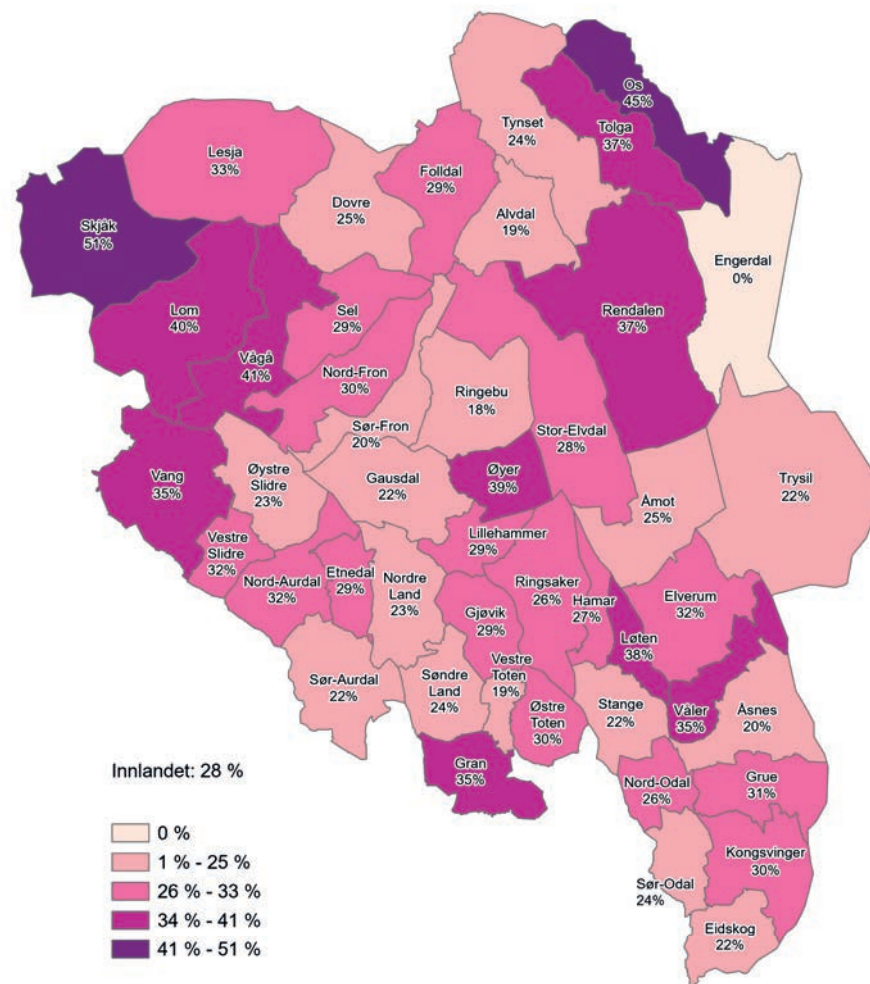 Os
45%
Tynset
24%
Tolga
37%
Lesja
33%
Folldal
29%
Dovre
25%
Alvdal
19%
Skjåk
51%
Engerdal
0%
Lom
40%
Sel
29%
Rendalen
37%
Vågå
41%
Nord-Fron
30%
Ringebu
18%
Sør-Fron
20%
Stor-Elvdal
28%
Vang
35%
Øystre
Slidre
23%
Gausdal
22%
Øyer
39%
Trysil
22%
Åmot
25%
Vestre
Slidre
32%
Lillehammer
29%
Nord-Aurdal
32%
Etnedal
29%
Nordre
Land
23%
Ringsaker
26%
Hamar
27%
Elverum
32%
Gjøvik
29%
Løten
38%
Vestre
Toten
19%
Sør-Aurdal
22%
Søndre
Land
24%
Østre
Toten
30%
Stange
22%
Våler
35%
Åsnes
20%
Gran
35%
Innlandet: 28 %
Nord-Odal
26%
Grue
31%
Kongsvinger
30%
Sør-Odal
24%
Eidskog
22%
0 %
1 % - 25 %
26 % - 33 %
34 % - 41 %
41 % - 51 %